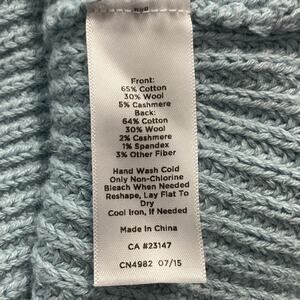 Front:
65% Cotton
30% Wool
5% Cashmere
Back:
64% Cotton
30% Wool
2% Cashmere
1% Spandex
3% Other Fiber
Hand Wash Cold
Only Non-Chlorine
Bleach When Needed
Reshape, Lay Flat To
Dry
Cool Iron, If Needed
Made In China
CA #23147
CN4982 07/15